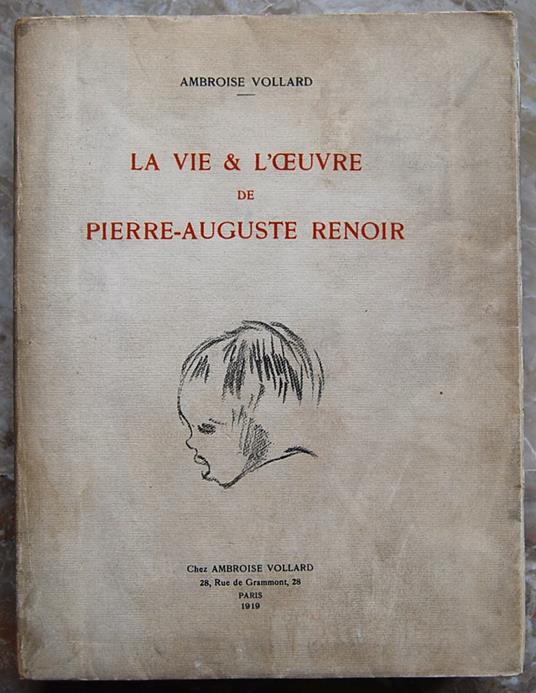 AMBROISE VOLLARD
LA VIE & L'ŒUVRE
DE
PIERRE-AUGUSTE RENOIR
Chez AMBROISE VOLLARD
28, Rue de Grammont, 28
PARIS
1919